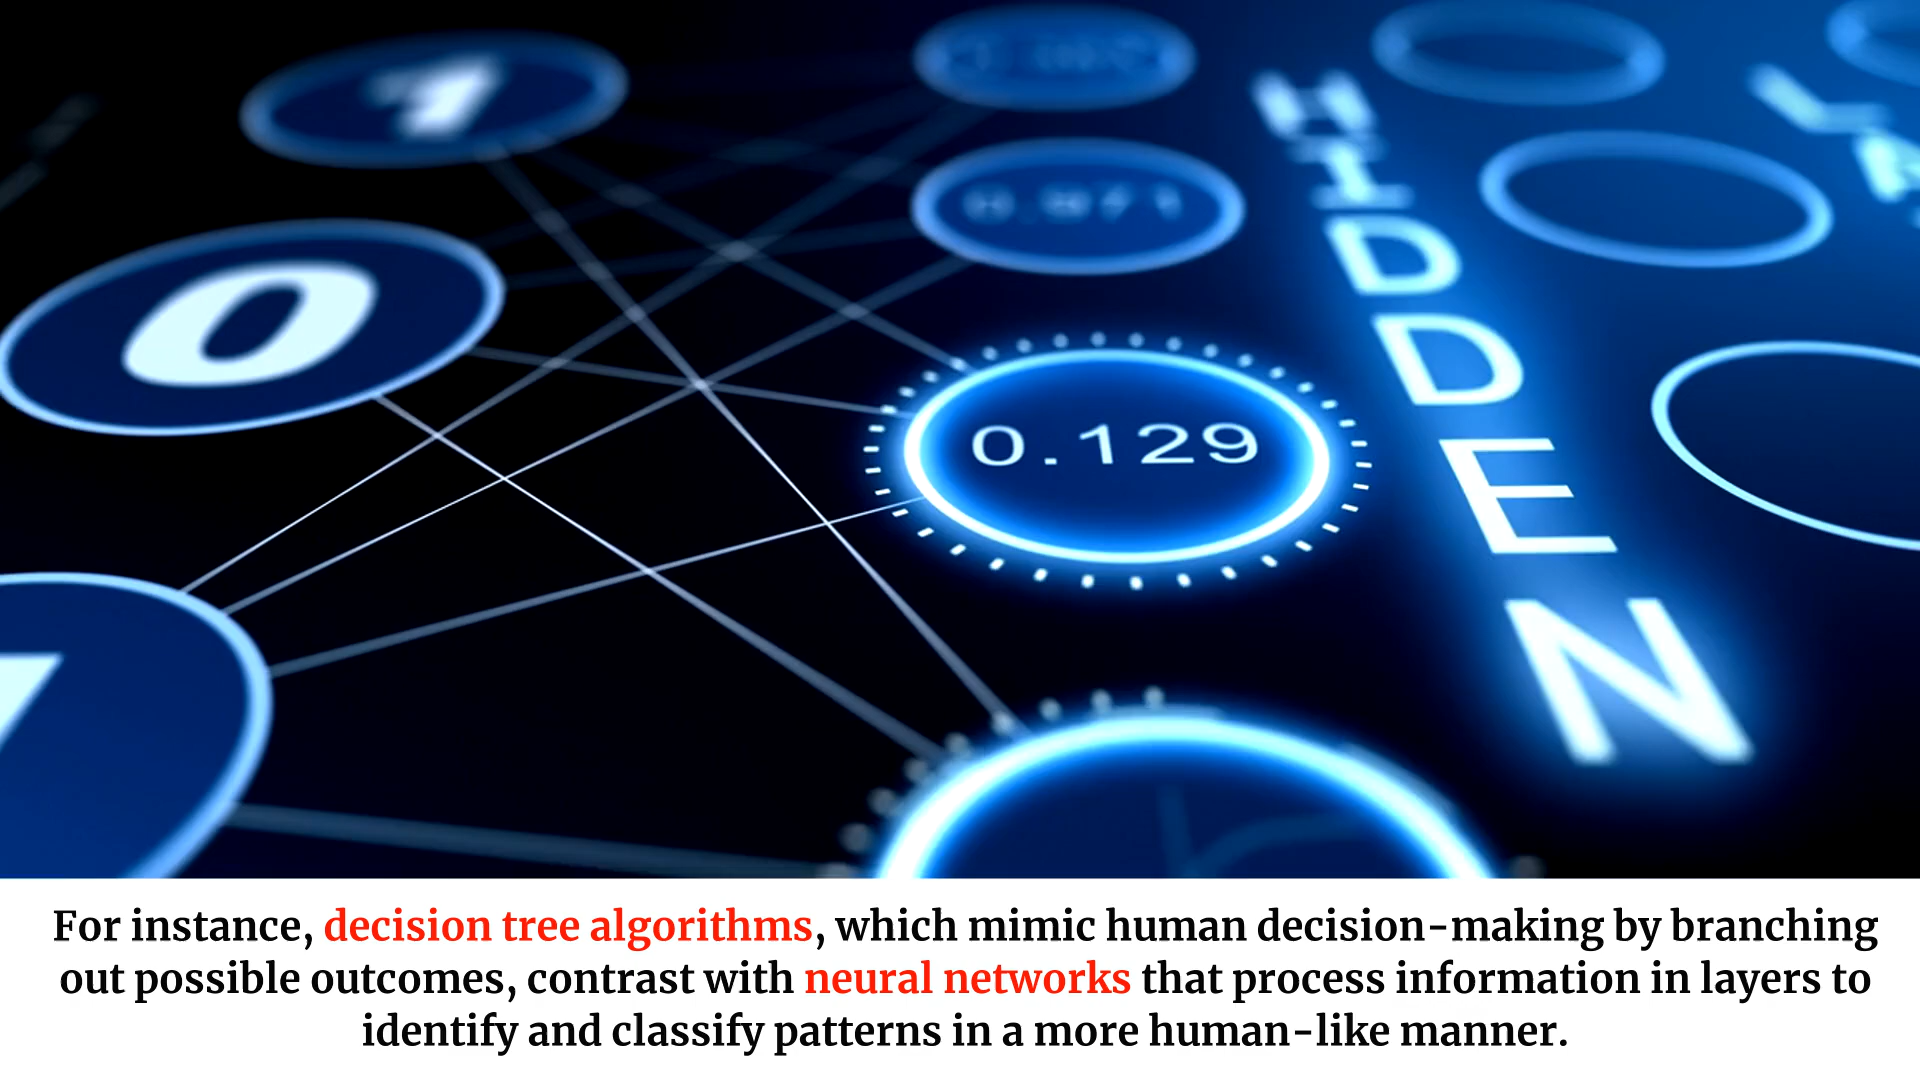 1
0
0.971
0.129
HIDDEN
For instance, decision tree algorithms, which mimic human decision-making by branching
out possible outcomes, contrast with neural networks that process information in layers to
identify and classify patterns in a more human-like manner.